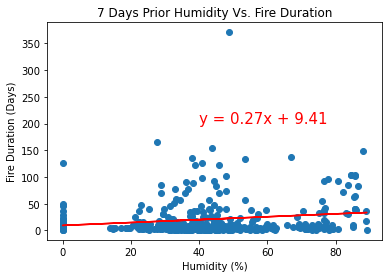 7 Days Prior Humidity Vs. Fire Duration
350
300
250
200
150
100
50
0
Fire Duration (Days)
y = 0.27x + 9.41
0 20 40 60 80
Humidity (%)